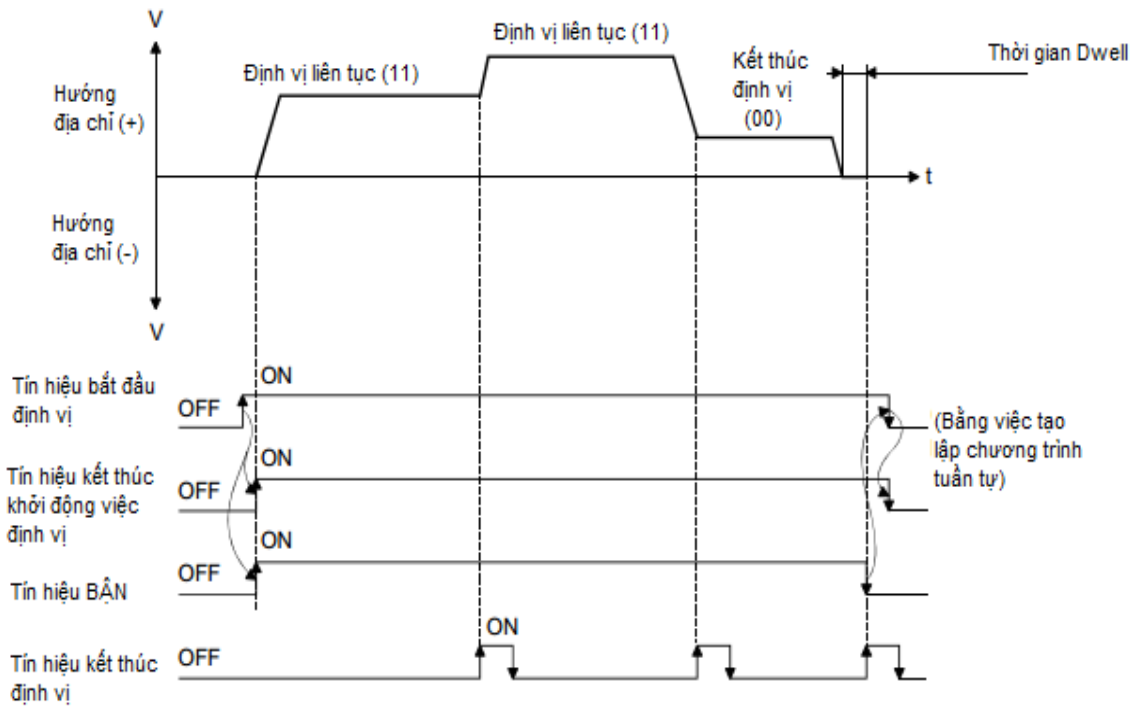 V
Định vị liên tục (11)
Định vị liên tục (11)
Kết thúc
định vị
(00)
Thời gian Dwell
Hướng
địa chỉ (+)
t
Hướng
địa chỉ (-)
V
Tín hiệu bắt đầu
định vị
OFF
ON
(Bằng việc tạo
lập chương trình
tuần tự)
Tín hiệu kết thúc
khởi động việc
định vị
OFF
ON
Tín hiệu BẬN
OFF
ON
Tín hiệu kết thúc
định vị
OFF
ON